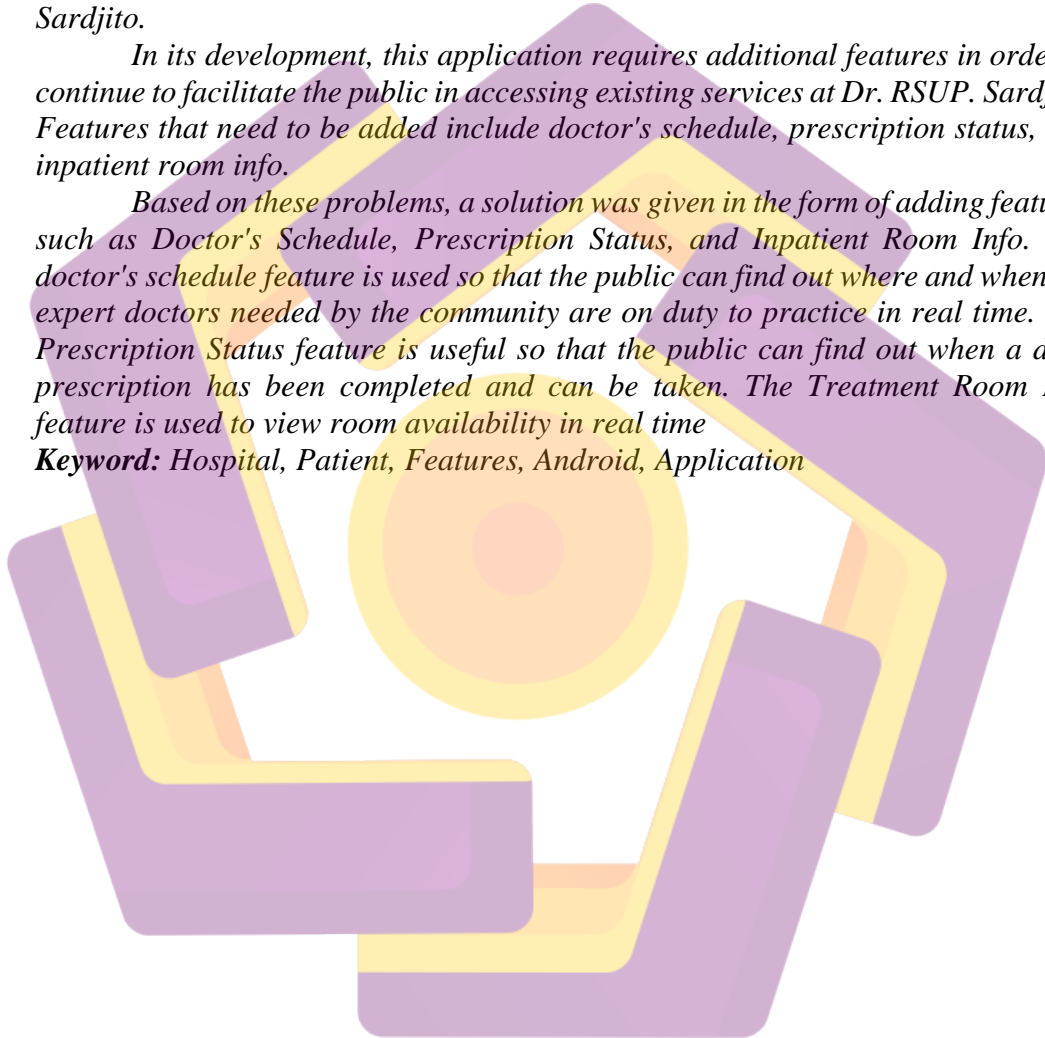 Sardjito.
In its development, this application requires additional features in orde
continue to facilitate the public in accessing existing services at Dr. RSUP. Sardj
Features that need to be added include doctor's schedule, prescription status,
inpatient room info.
Based on these problems, a solution was given in the form of adding featu
such as Doctor's Schedule, Prescription Status, and Inpatient Room Info.
doctor's schedule feature is used so that the public can find out where and when
expert doctors needed by the community are on duty to practice in real time.
Prescription Status feature is useful so that the public can find out when a d
prescription has been completed and can be taken. The Treatment Room
feature is used to view room availability in real time
Keyword: Hospital, Patient, Features, Android, Application